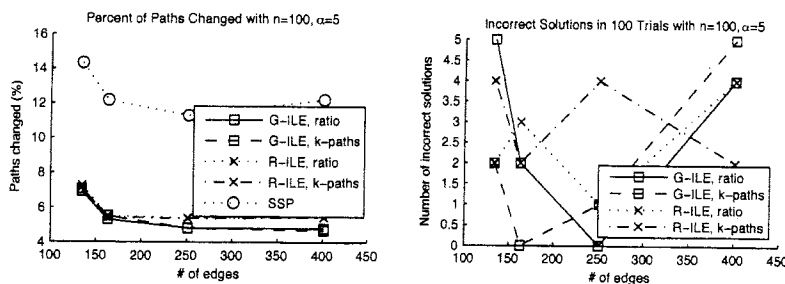 Percent of Paths Changed with n=100, α=5
16
14
12
10
8
6
4
Paths changed (%)
100 150 200 250 300 350 400 450
# of edges
G-ILE, ratio
G-ILE, k-paths
R-ILE, ratio
R-ILE, k-paths
SSP
Incorrect Solutions in 100 Trials with n=100, α=5
5
4.5
4
3.5
3
2.5
2
1.5
1
0.5
0
Number of incorrect solutions
100 150 200 250 300 350 400 450
# of edges
G-ILE, ratio
G-ILE, k-paths
R-ILE, ratio
R-ILE, k-paths